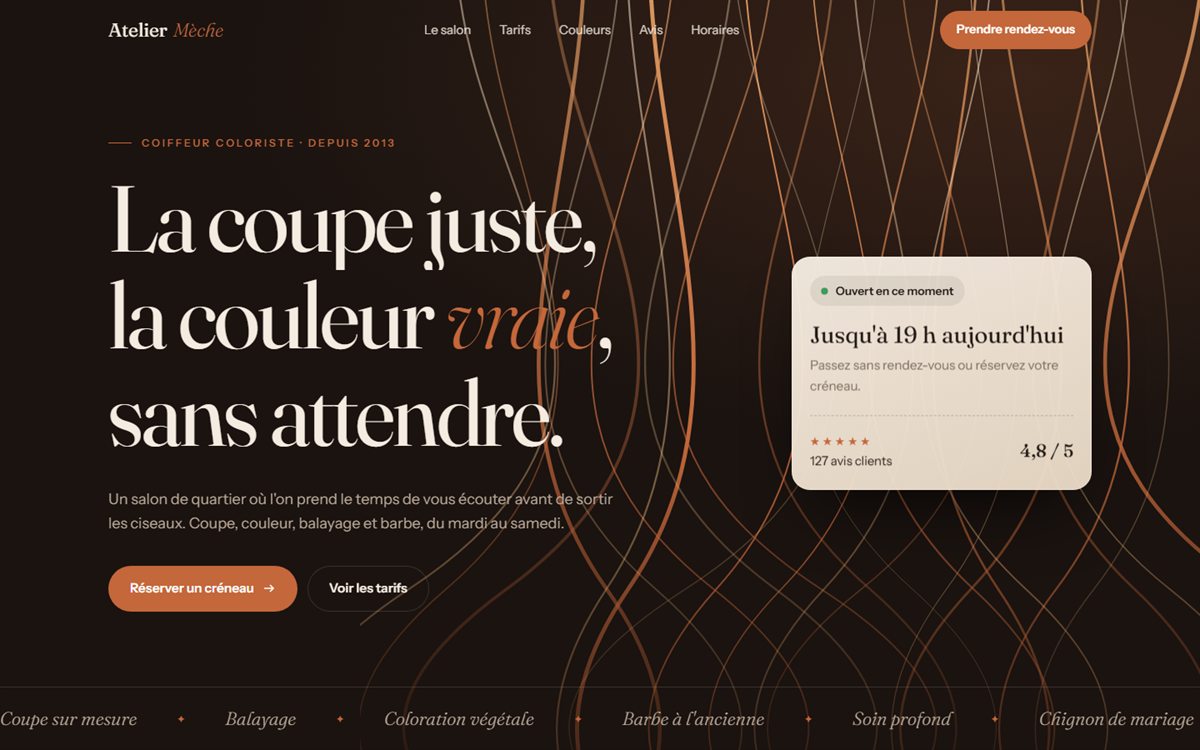 Atelier Mèche
Le salon
Tarifs
Couleurs
Avis
Horaires
Prendre rendez-vous
COIFFEUR COLORISTE · DEPUIS 2013
La coupe juste,
la couleur vraie,
sans attendre.
Un salon de quartier où l'on prend le temps de vous écouter avant de sortir
les ciseaux. Coupe, couleur, balayage et barbe, du mardi au samedi.
Réserver un créneau →
Voir les tarifs
Ouvert en ce moment
Jusqu'à 19 h aujourd'hui
Passez sans rendez-vous ou réservez votre
créneau.
★★★★★
127 avis clients
4,8 / 5
Coupe sur mesure ✦ Balayage ✦ Coloration végétale ✦ Barbe à l'ancienne ✦ Soin profond ✦ Chignon de mariage